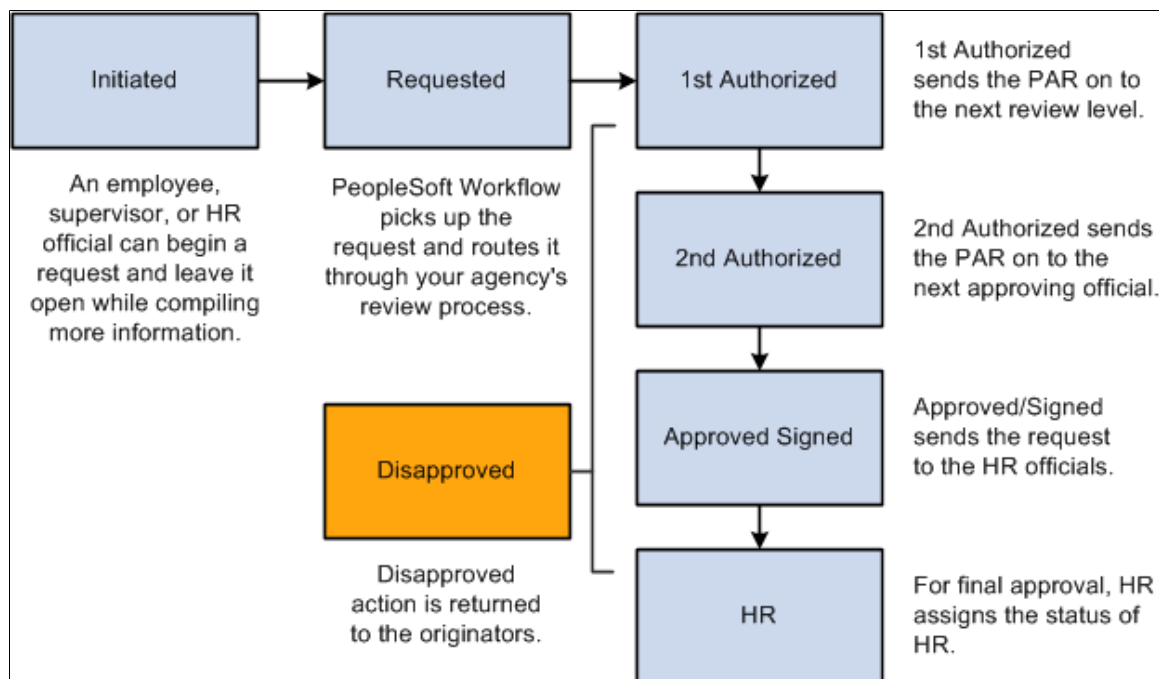 Initiated
An employee,
supervisor, or HR
official can begin a
request and leave it
open while compiling
more information.
Requested
PeopleSoft Workflow
picks up the
request and routes it
through your agency's
review process.
Disapproved
Disapproved
action is returned
to the originators.
1st Authorized
1st Authorized
sends the PAR on to
the next review level.
2nd Authorized
2nd Authorized sends
the PAR on to the
next approving official.
Approved Signed
Approved/Signed
sends the request
to the HR officials.
HR
For final approval, HR
assigns the status of
HR.